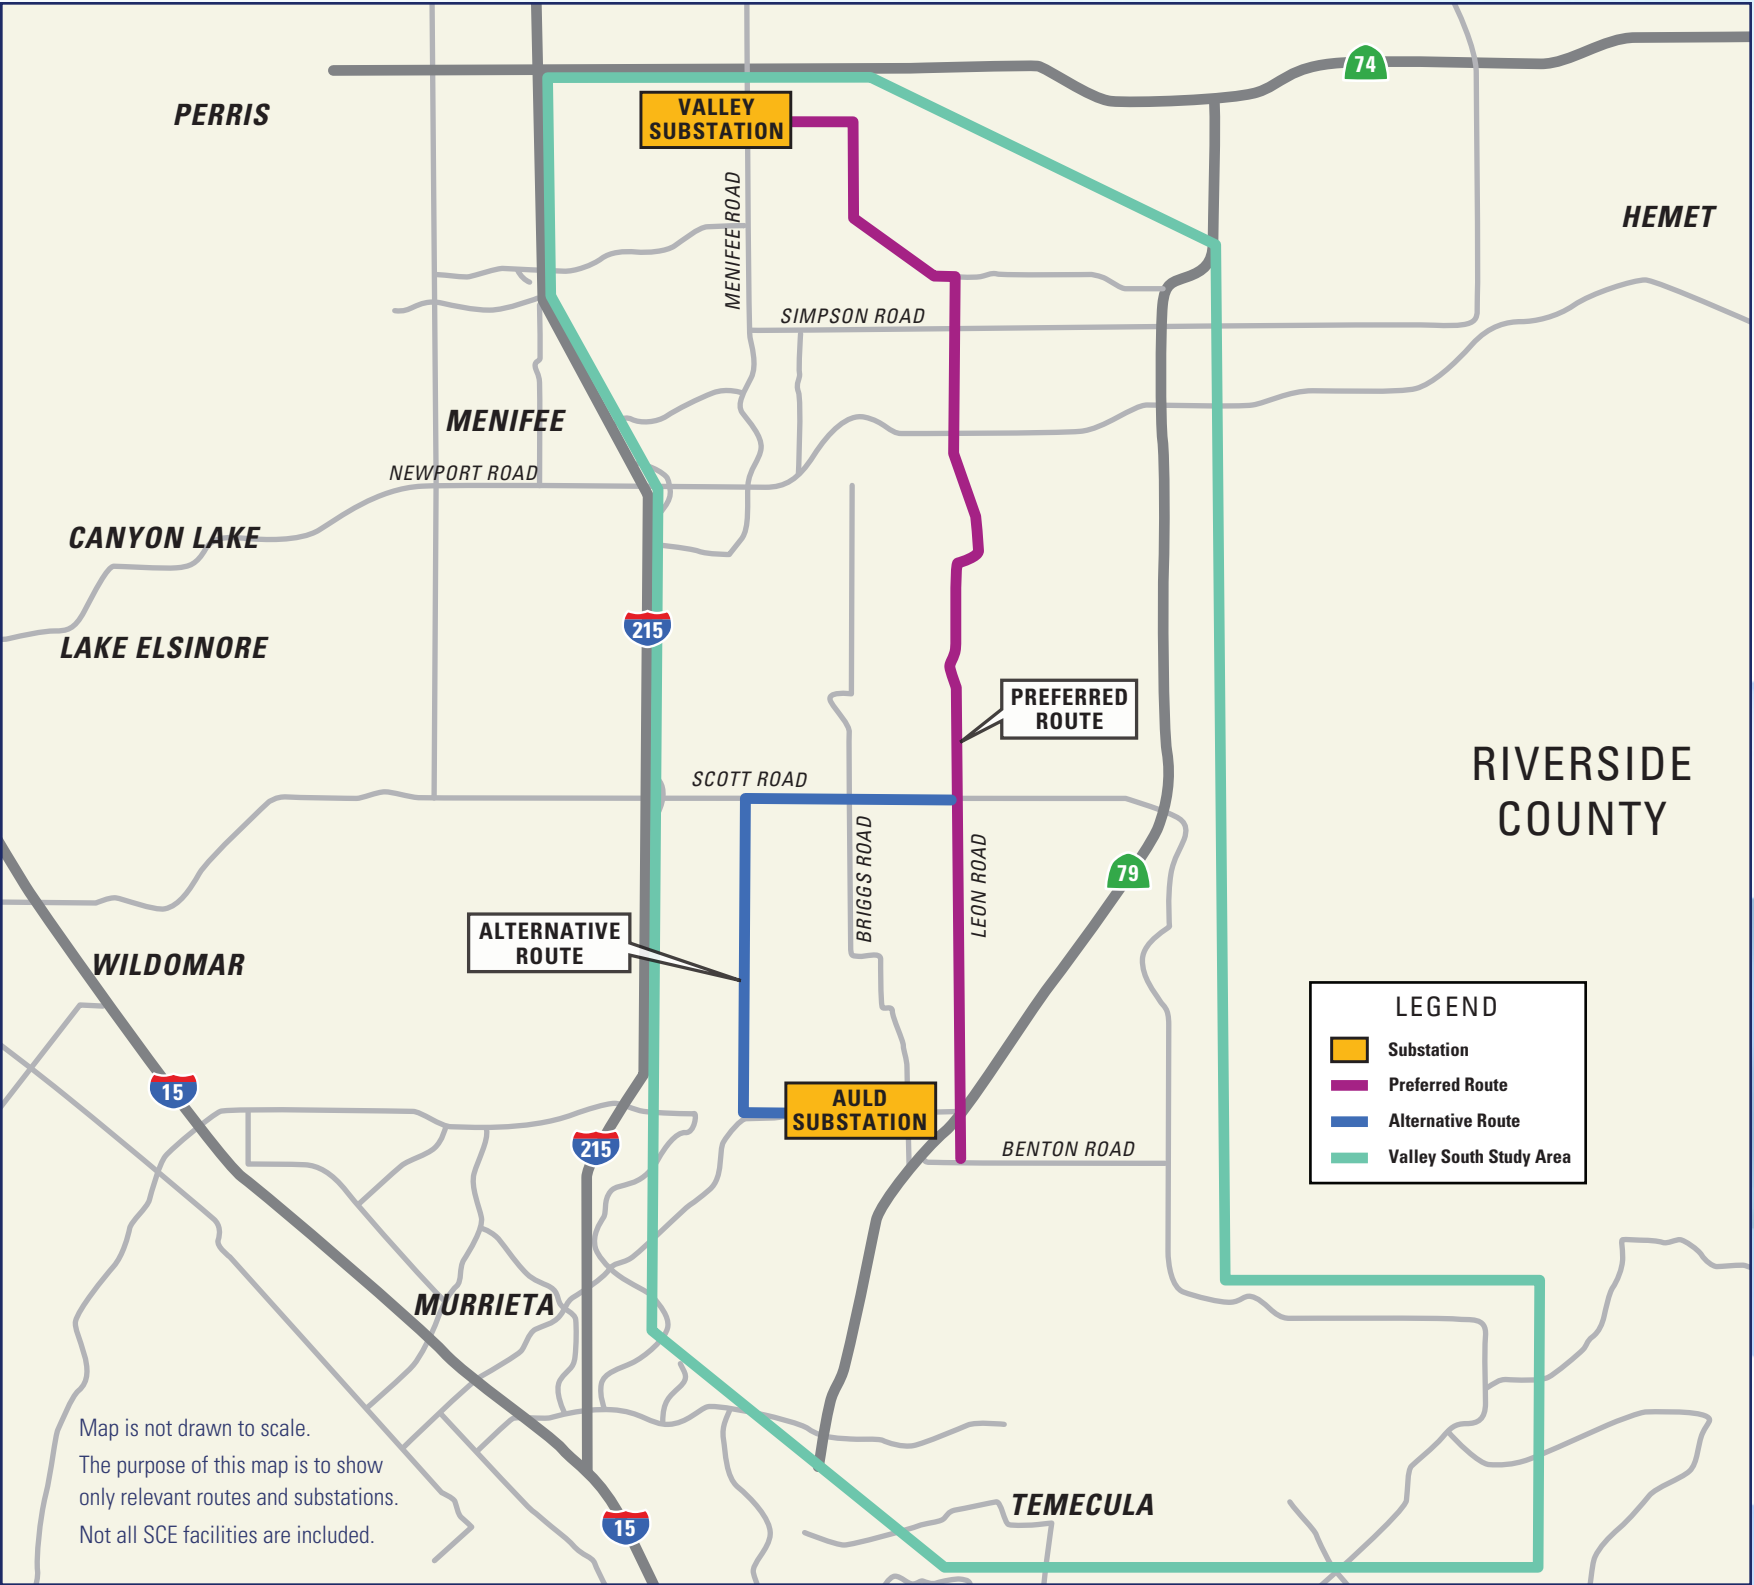 74
PERRIS
VALLEY
SUBSTATION
MENIFEE ROAD
HEMET
SIMPSON ROAD
MENIFEE
NEWPORT ROAD
CANYON LAKE
LAKE ELSINORE
215
PREFERRED
ROUTE
RIVERSIDE
COUNTY
SCOTT ROAD
BRIGGS ROAD
LEON ROAD
79
ALTERNATIVE
ROUTE
WILDOMAR
LEGEND
Substation
Preferred Route
Alternative Route
Valley South Study Area
15
AULD
SUBSTATION
215
BENTON ROAD
MURRIETA
Map is not drawn to scale.
The purpose of this map is to show
only relevant routes and substations.
Not all SCE facilities are included.
15
TEMECULA